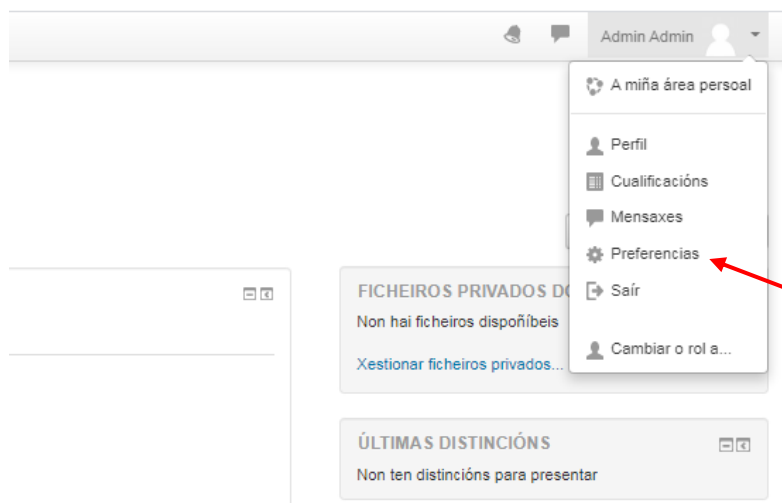 Admin Admin
A miña área persoal
Perfil
Cualificacións
Mensaxes
Preferencias
Saír
Cambiar o rol a...
FICHEIROS PRIVADOS
Non hai ficheiros dispoñíbeis
Xestionar ficheiros privados...
ÚLTIMAS DISTINCIÓNS
Non ten distincións para presentar